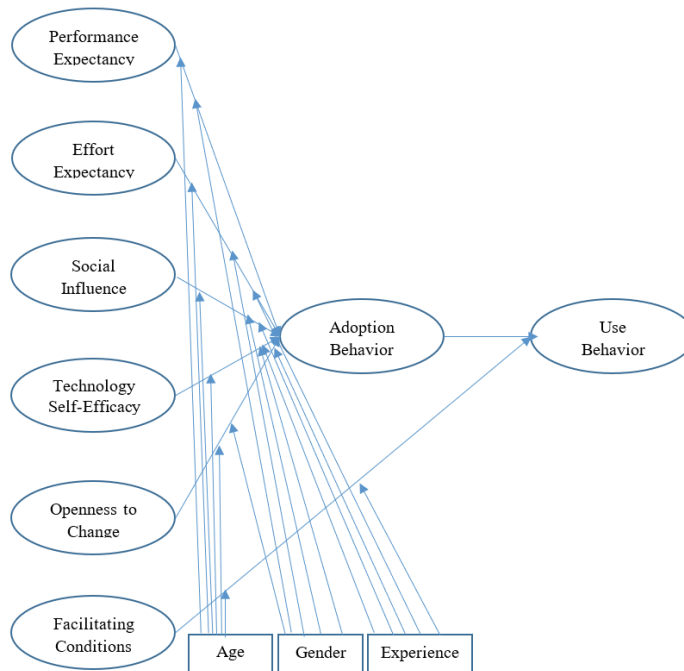 Performance
Expectancy
Effort
Expectancy
Social
Influence
Adoption
Behavior
Use
Behavior
Technology
Self-Efficacy
Openness to
Change
Facilitating
Conditions
Age
Gender
Experience